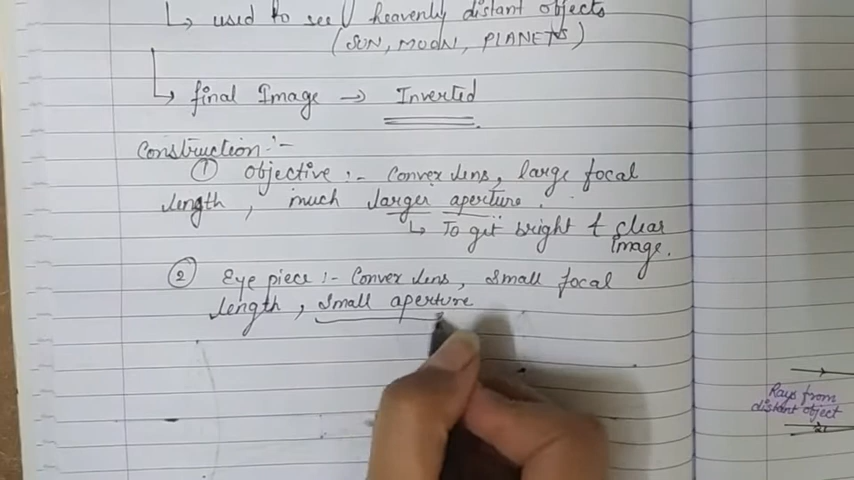 ↳ used to see heavenly distant objects
(SUN, MOON, PLANETS)
↳ final Image → Inverted
Construction :-
① Objective :- Convex lens, large focal
length, much larger aperture.
↳ To get bright & clear
Image.
② Eye piece :- Convex lens, small focal
length, small aperture
Rays from
distant object